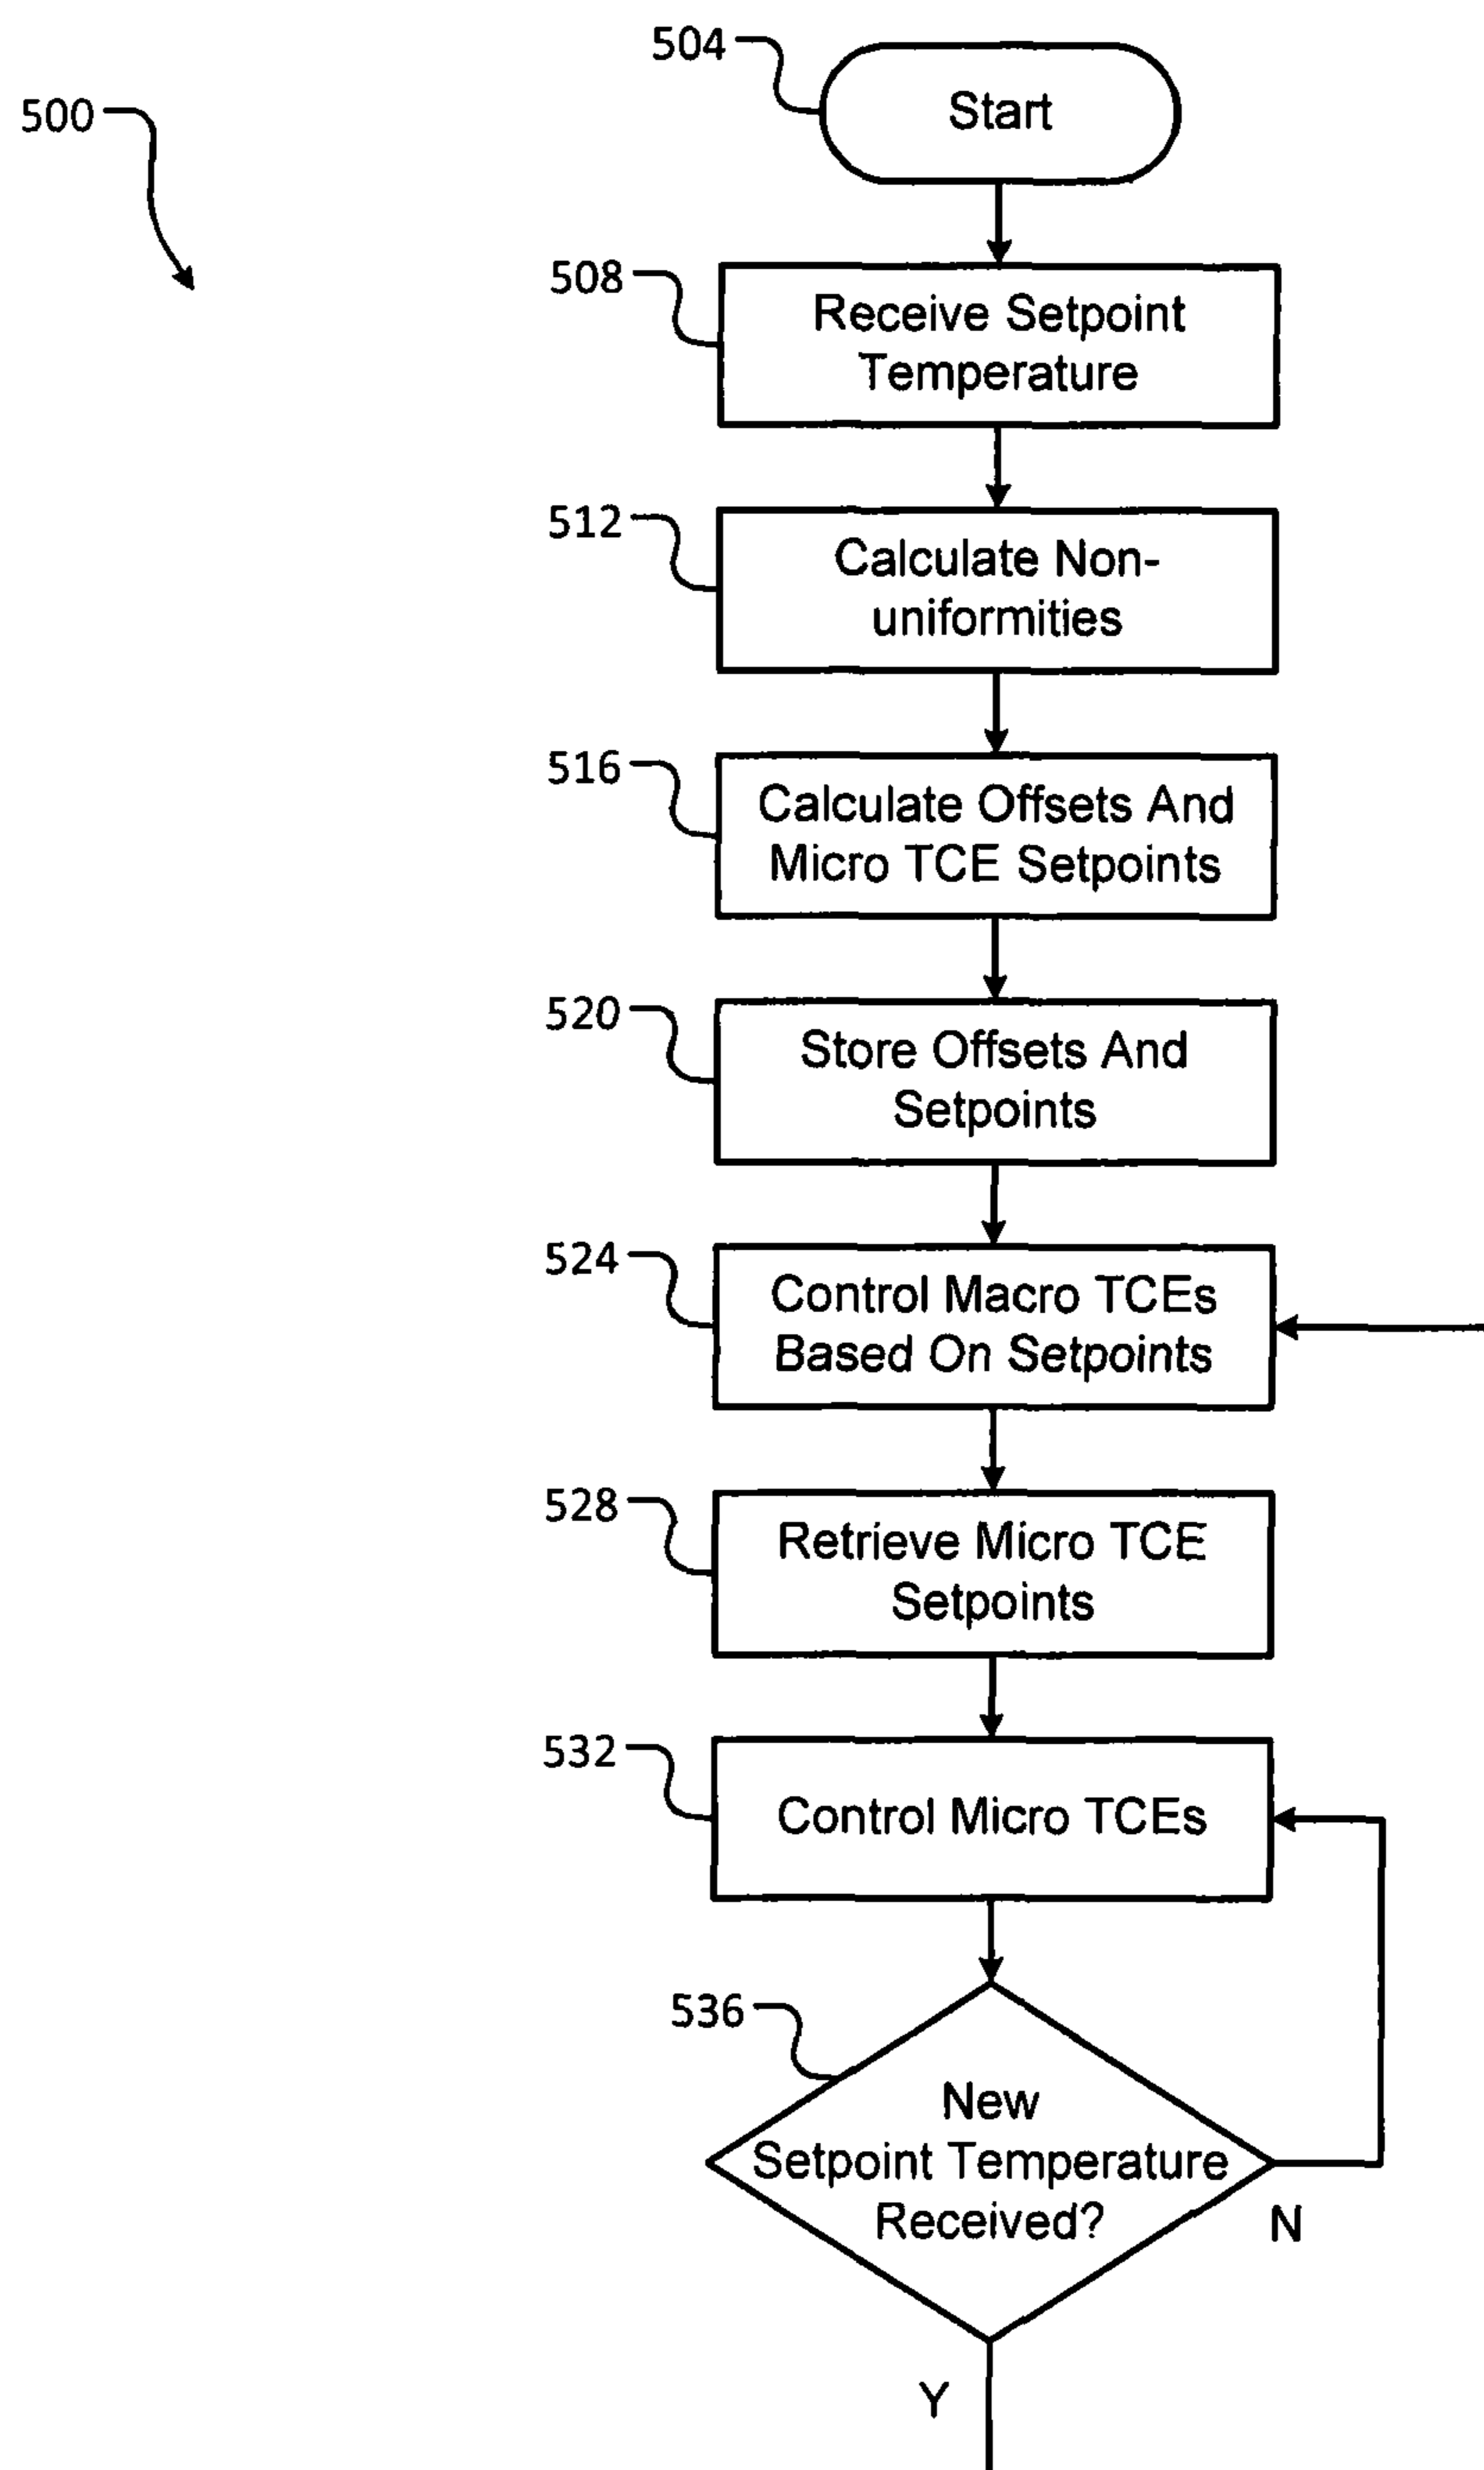 504
Start
500
508
Receive Setpoint
Temperature
512
Calculate Non-
uniformities
516
Calculate Offsets And
Micro TCE Setpoints
520
Store Offsets And
Setpoints
524
Control Macro TCEs
Based On Setpoints
528
Retrieve Micro TCE
Setpoints
532
Control Micro TCEs
536
New
Setpoint Temperature
Received?
N
Y